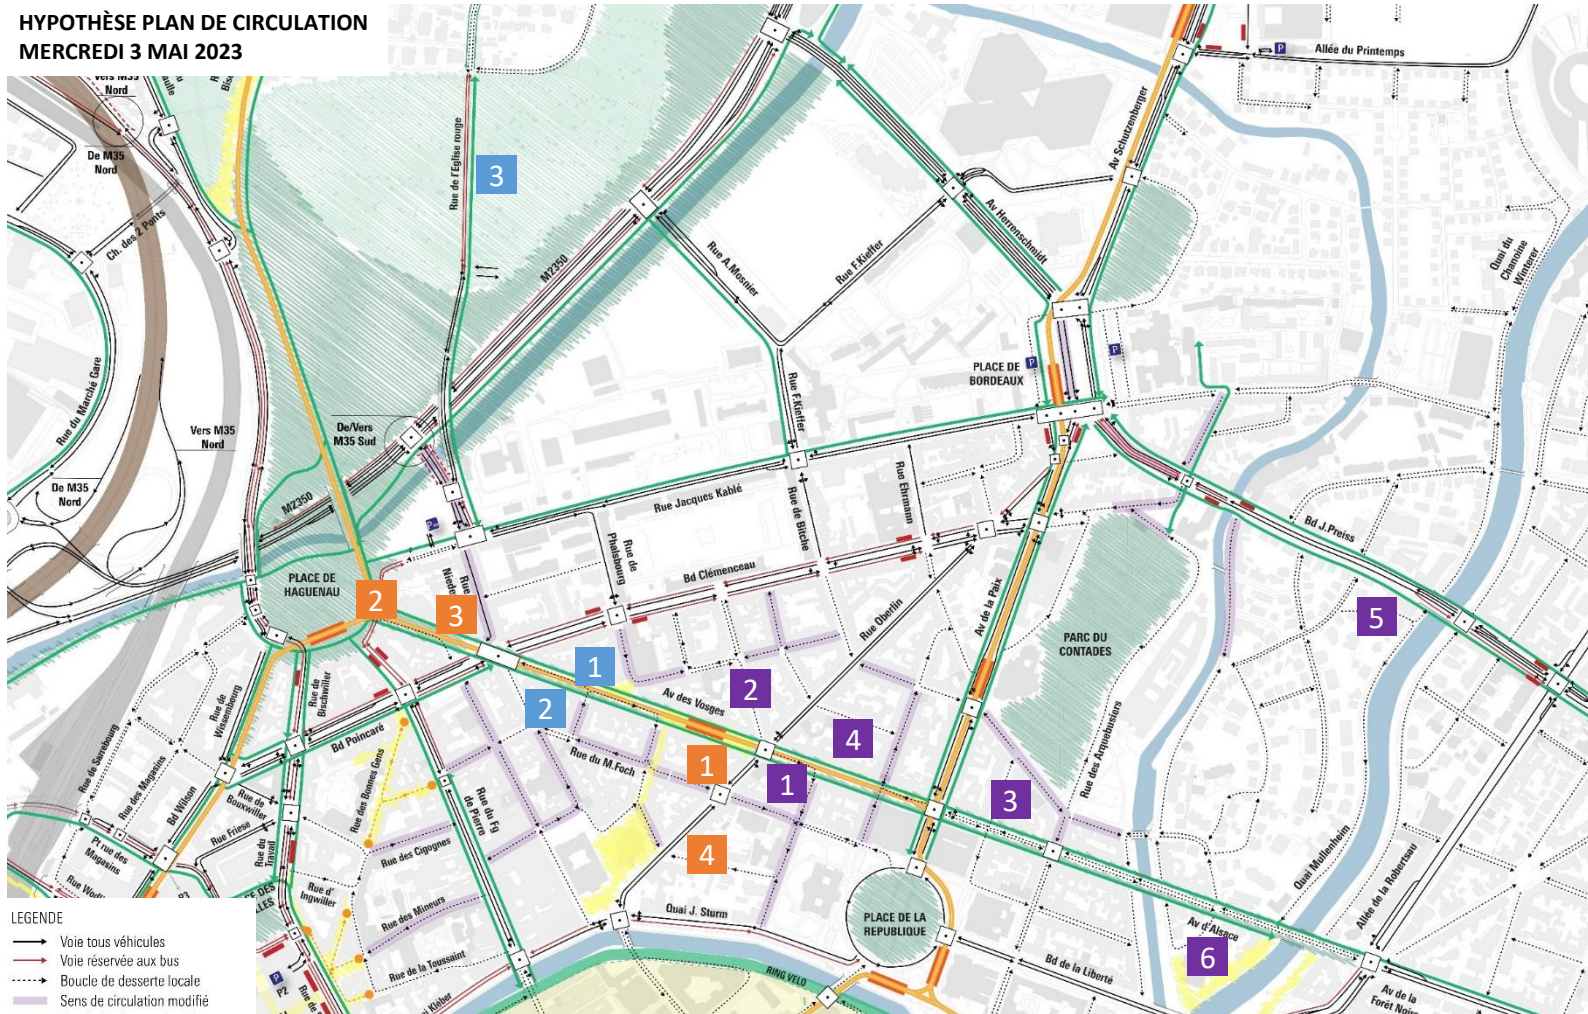 HYPOTHÈSE PLAN DE CIRCULATION
MERCREDI 3 MAI 2023
Vers M35
Nord
De M35
Nord
Ch. des 2 Ponts
Rue du Marché Gare
Vers M35
Nord
De M35
Nord
Rue de l'Eglise rouge
3
M2350
De/Vers
M35 Sud
M2350
Rue A.Mosnier
Rue F.Kieffer
Rue F.Kieffer
Av Herrenschmidt
Av Schutzenberger
P
Allée du Printemps
Quai du
Chanoine
Winterer
PLACE DE
BORDEAUX
P
P
PLACE DE
HAGUENAU
Rue Jacques Kablé
Rue de
Phalsbourg
Rue de Bitche
Rue Ehrmann
Bd Clémenceau
Rue Oberlin
Av de la Paix
PARC DU
CONTADES
Bd J.Preiss
5
2
3
1
2
Av des Vosges
2
4
1
1
3
4
Rue du M.Foch
Rue des Arquebusiers
Rue de
Wissembourg
Rue de
Bischwiller
Bd Poincaré
Rue de Sarrebourg
Rue des Magasins
Bd Wilson
Rue de
Bouxwiller
Rue Friese
Rue du
Travail
Pt rue des
Magasins
Rue des Bonnes Gens
Rue du Fg
de Pierre
Rue des Cigognes
Rue d'
Ingwiller
Rue des Mineurs
Rue de la Toussaint
Quai J. Sturm
PLACE DE LA
REPUBLIQUE
RING VELO
Bd de la Liberté
Quai Mullenheim
Av d'Alsace
6
Allée de la Robertsau
Av de la
P
P2
LEGENDE
Voie tous véhicules
Voie réservée aux bus
Boucle de desserte locale
Sens de circulation modifié